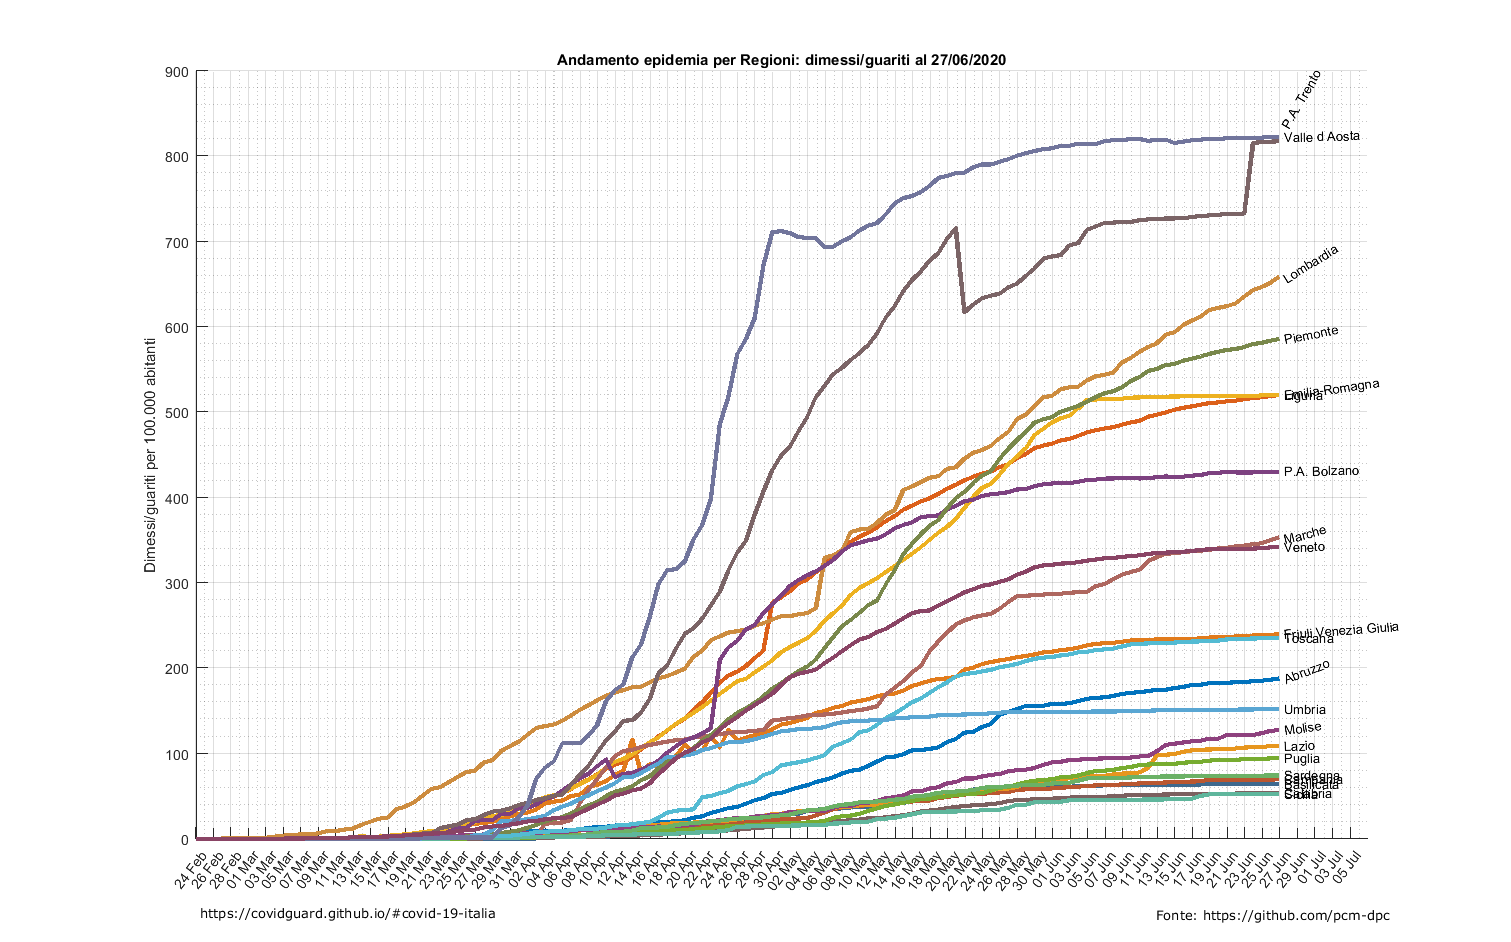 Andamento epidemia per Regioni: dimessi/guariti al 27/06/2020
Dimessi/guariti per 100.000 abitanti
900
800
700
600
500
400
300
200
100
0
P.A. Trento
Valle d Aosta
Lombardia
Piemonte
Emilia-Romagna
P.A. Bolzano
Marche
Veneto
Friuli Venezia Giulia
Toscana
Abruzzo
Umbria
Molise
Lazio
Puglia
Sardegna
Basilicata
24 Feb
26 Feb
28 Feb
01 Mar
03 Mar
05 Mar
07 Mar
09 Mar
11 Mar
13 Mar
15 Mar
17 Mar
19 Mar
21 Mar
23 Mar
25 Mar
27 Mar
29 Mar
31 Mar
02 Apr
04 Apr
06 Apr
08 Apr
10 Apr
12 Apr
14 Apr
16 Apr
18 Apr
20 Apr
22 Apr
24 Apr
26 Apr
28 Apr
30 Apr
02 May
04 May
06 May
08 May
10 May
12 May
14 May
16 May
18 May
20 May
22 May
24 May
26 May
28 May
30 May
01 Jun
03 Jun
05 Jun
07 Jun
09 Jun
11 Jun
13 Jun
15 Jun
17 Jun
19 Jun
21 Jun
23 Jun
25 Jun
27 Jun
29 Jun
01 Jul
03 Jul
05 Jul
https://covidguard.github.io/#covid-19-italia
Fonte: https://github.com/pcm-dpc